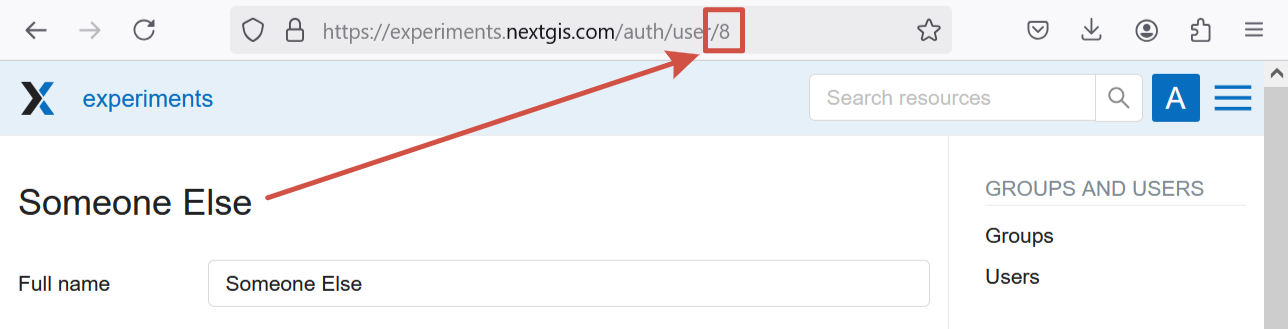 https://experiments.nextgis.com/auth/user/8
experiments
Search resources
A
Someone Else
GROUPS AND USERS
Groups
Users
Full name
Someone Else